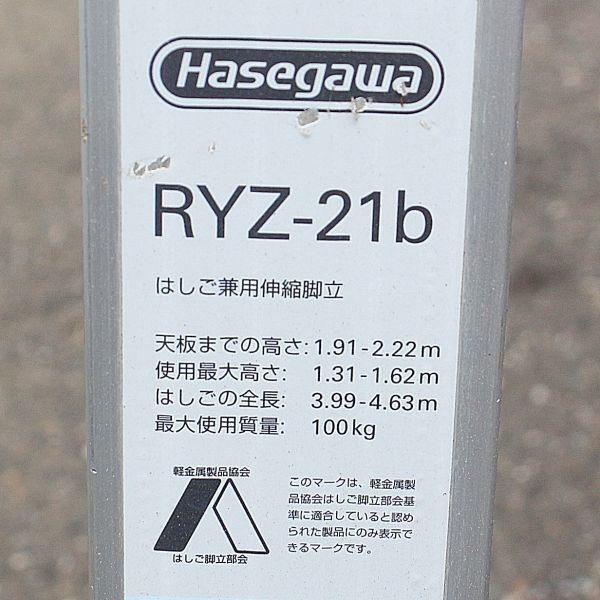 Hasegawa
RYZ-21b
はしご兼用伸縮脚立
天板までの高さ: 1.91-2.22m
使用最大高さ: 1.31-1.62m
はしごの全長: 3.99-4.63m
最大使用質量: 100kg
軽金属製品協会
はしご脚立部会
このマークは、軽金属製
品協会はしご脚立部会基
準に適合していると認め
られた製品にのみ表示で
きるマークです。